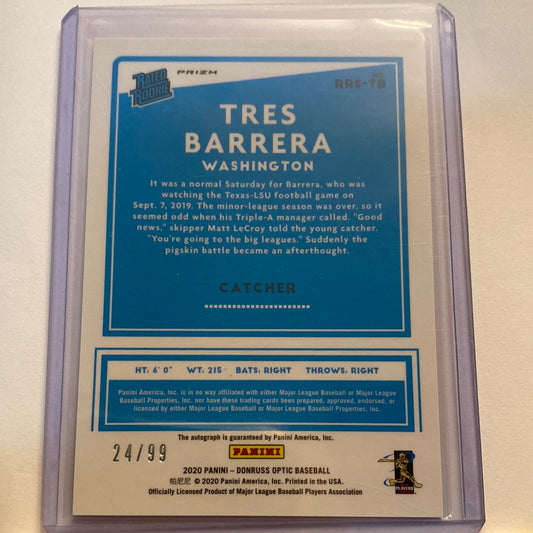 RATED
ROOKIE
PRIZM
NO.
RRS-TB
TRES
BARRERA
WASHINGTON
It was a normal Saturday for Barrera, who was
watching the Texas-LSU football game on
Sept. 7, 2019. The minor-league season was over, so it
seemed odd when his Triple-A manager called. "Good
news," skipper Matt LeCroy told the young catcher.
"You're going to the big leagues." Suddenly the
pigskin battle became an afterthought.
CATCHER
HT: 6' 0" WT: 215 BATS: RIGHT THROWS: RIGHT
Panini America, Inc. is in no way affiliated with either Major League Baseball or Major League
Baseball Properties, Inc. nor have these trading cards been prepared, approved, endorsed, or
licensed by either Major League Baseball or Major League Baseball Properties, Inc.
The autograph is guaranteed by Panini America, Inc.
24/99
PANINI
2020 PANINI – DONRUSS OPTIC BASEBALL
帕尼尼 © 2020 Panini America, Inc. Printed in the USA.
Officially Licensed Product of Major League Baseball Players Association
PLAYERS